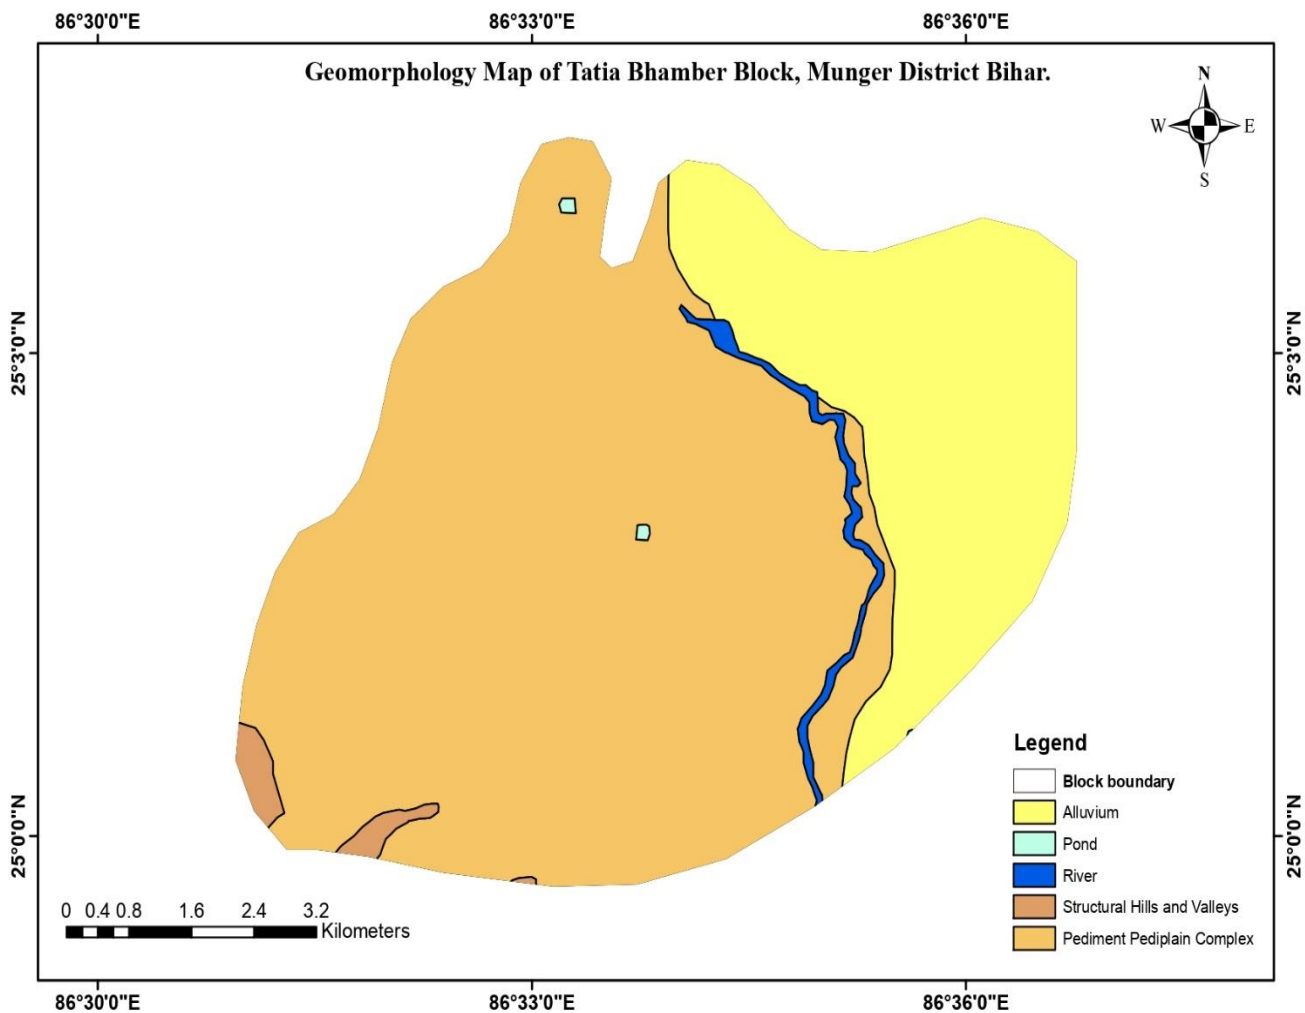 86°30'0"E 86°33'0"E 86°36'0"E
Geomorphology Map of Tatia Bhamber Block, Munger District Bihar.
N
W E
S
25°3'0"N 25°3'0"N
25°0'0"N 25°0'0"N
Legend
Block boundary
Alluvium
Pond
River
Structural Hills and Valleys
Pediment Pediplain Complex
0 0.4 0.8 1.6 2.4 3.2
Kilometers
86°30'0"E 86°33'0"E 86°36'0"E